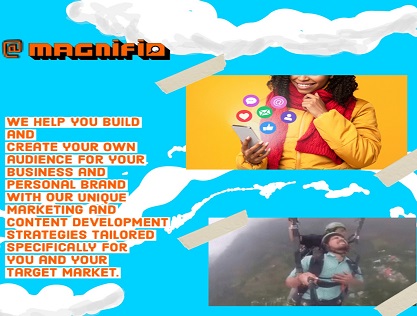 @ MAGNIFIQ
WE HELP YOU BUILD
AND
CREATE YOUR OWN
AUDIENCE FOR YOUR
BUSINESS AND
PERSONAL BRAND
WITH OUR UNIQUE
MARKETING AND
CONTENT DEVELOPMENT
STRATEGIES TAILORED
SPECIFICALLY FOR
YOU AND YOUR
TARGET MARKET.